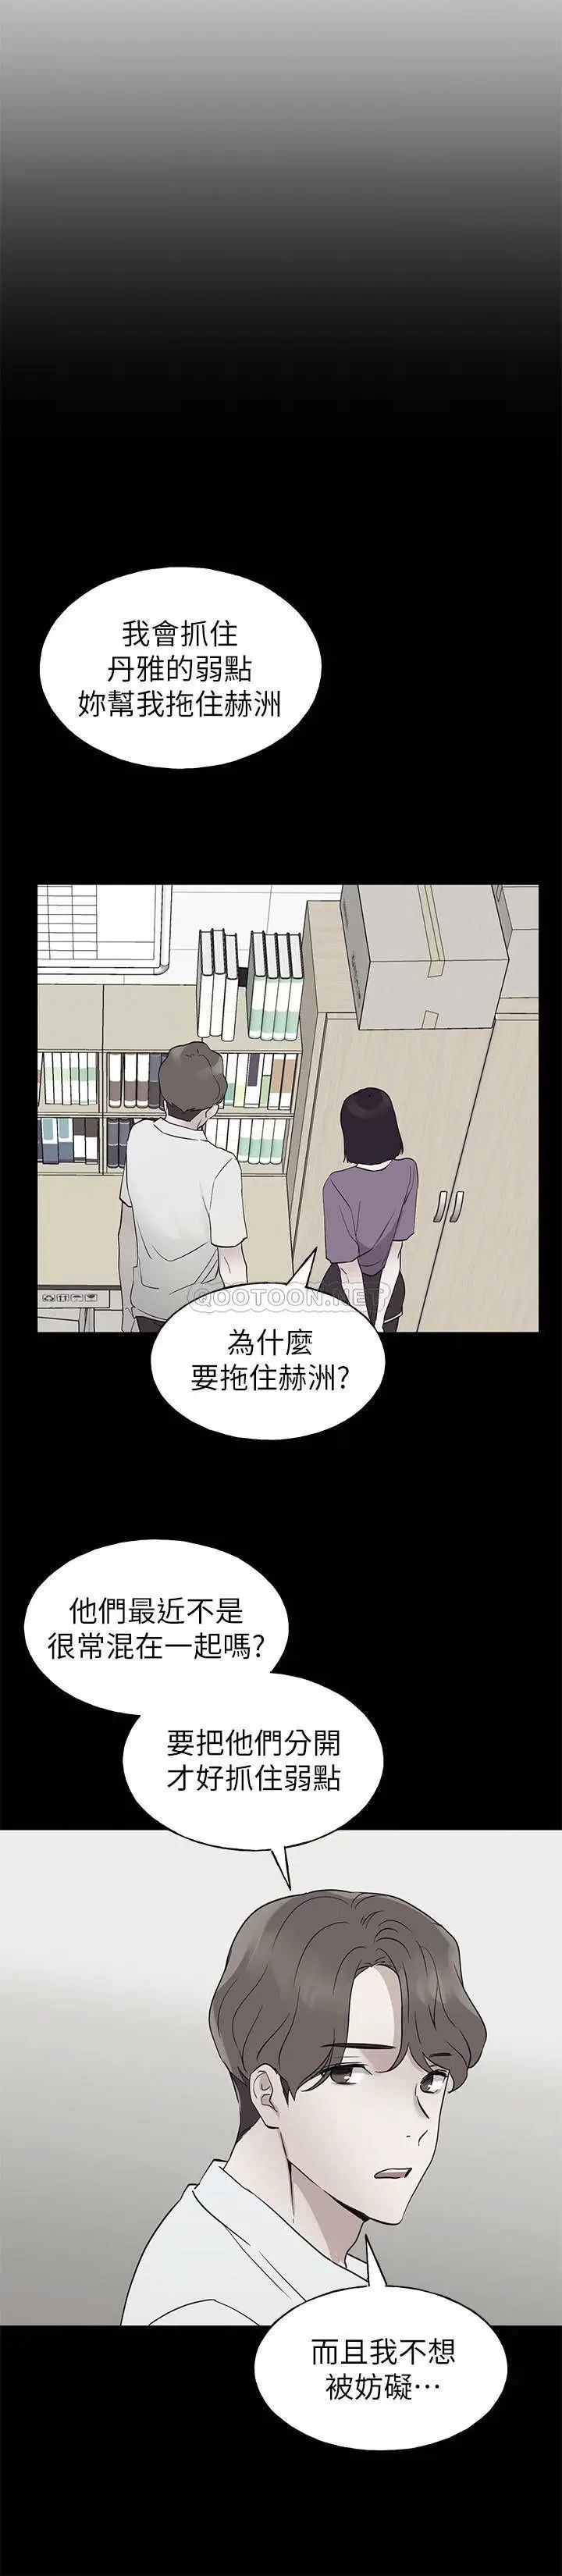 我會抓住
丹雅的弱點
妳幫我拖住赫洲
QOOTOON.NET
為什麼
要拖住赫洲?
他們最近不是
很常混在一起嗎?
要把他們分開
才好抓住弱點
而且我不想
被妨礙…